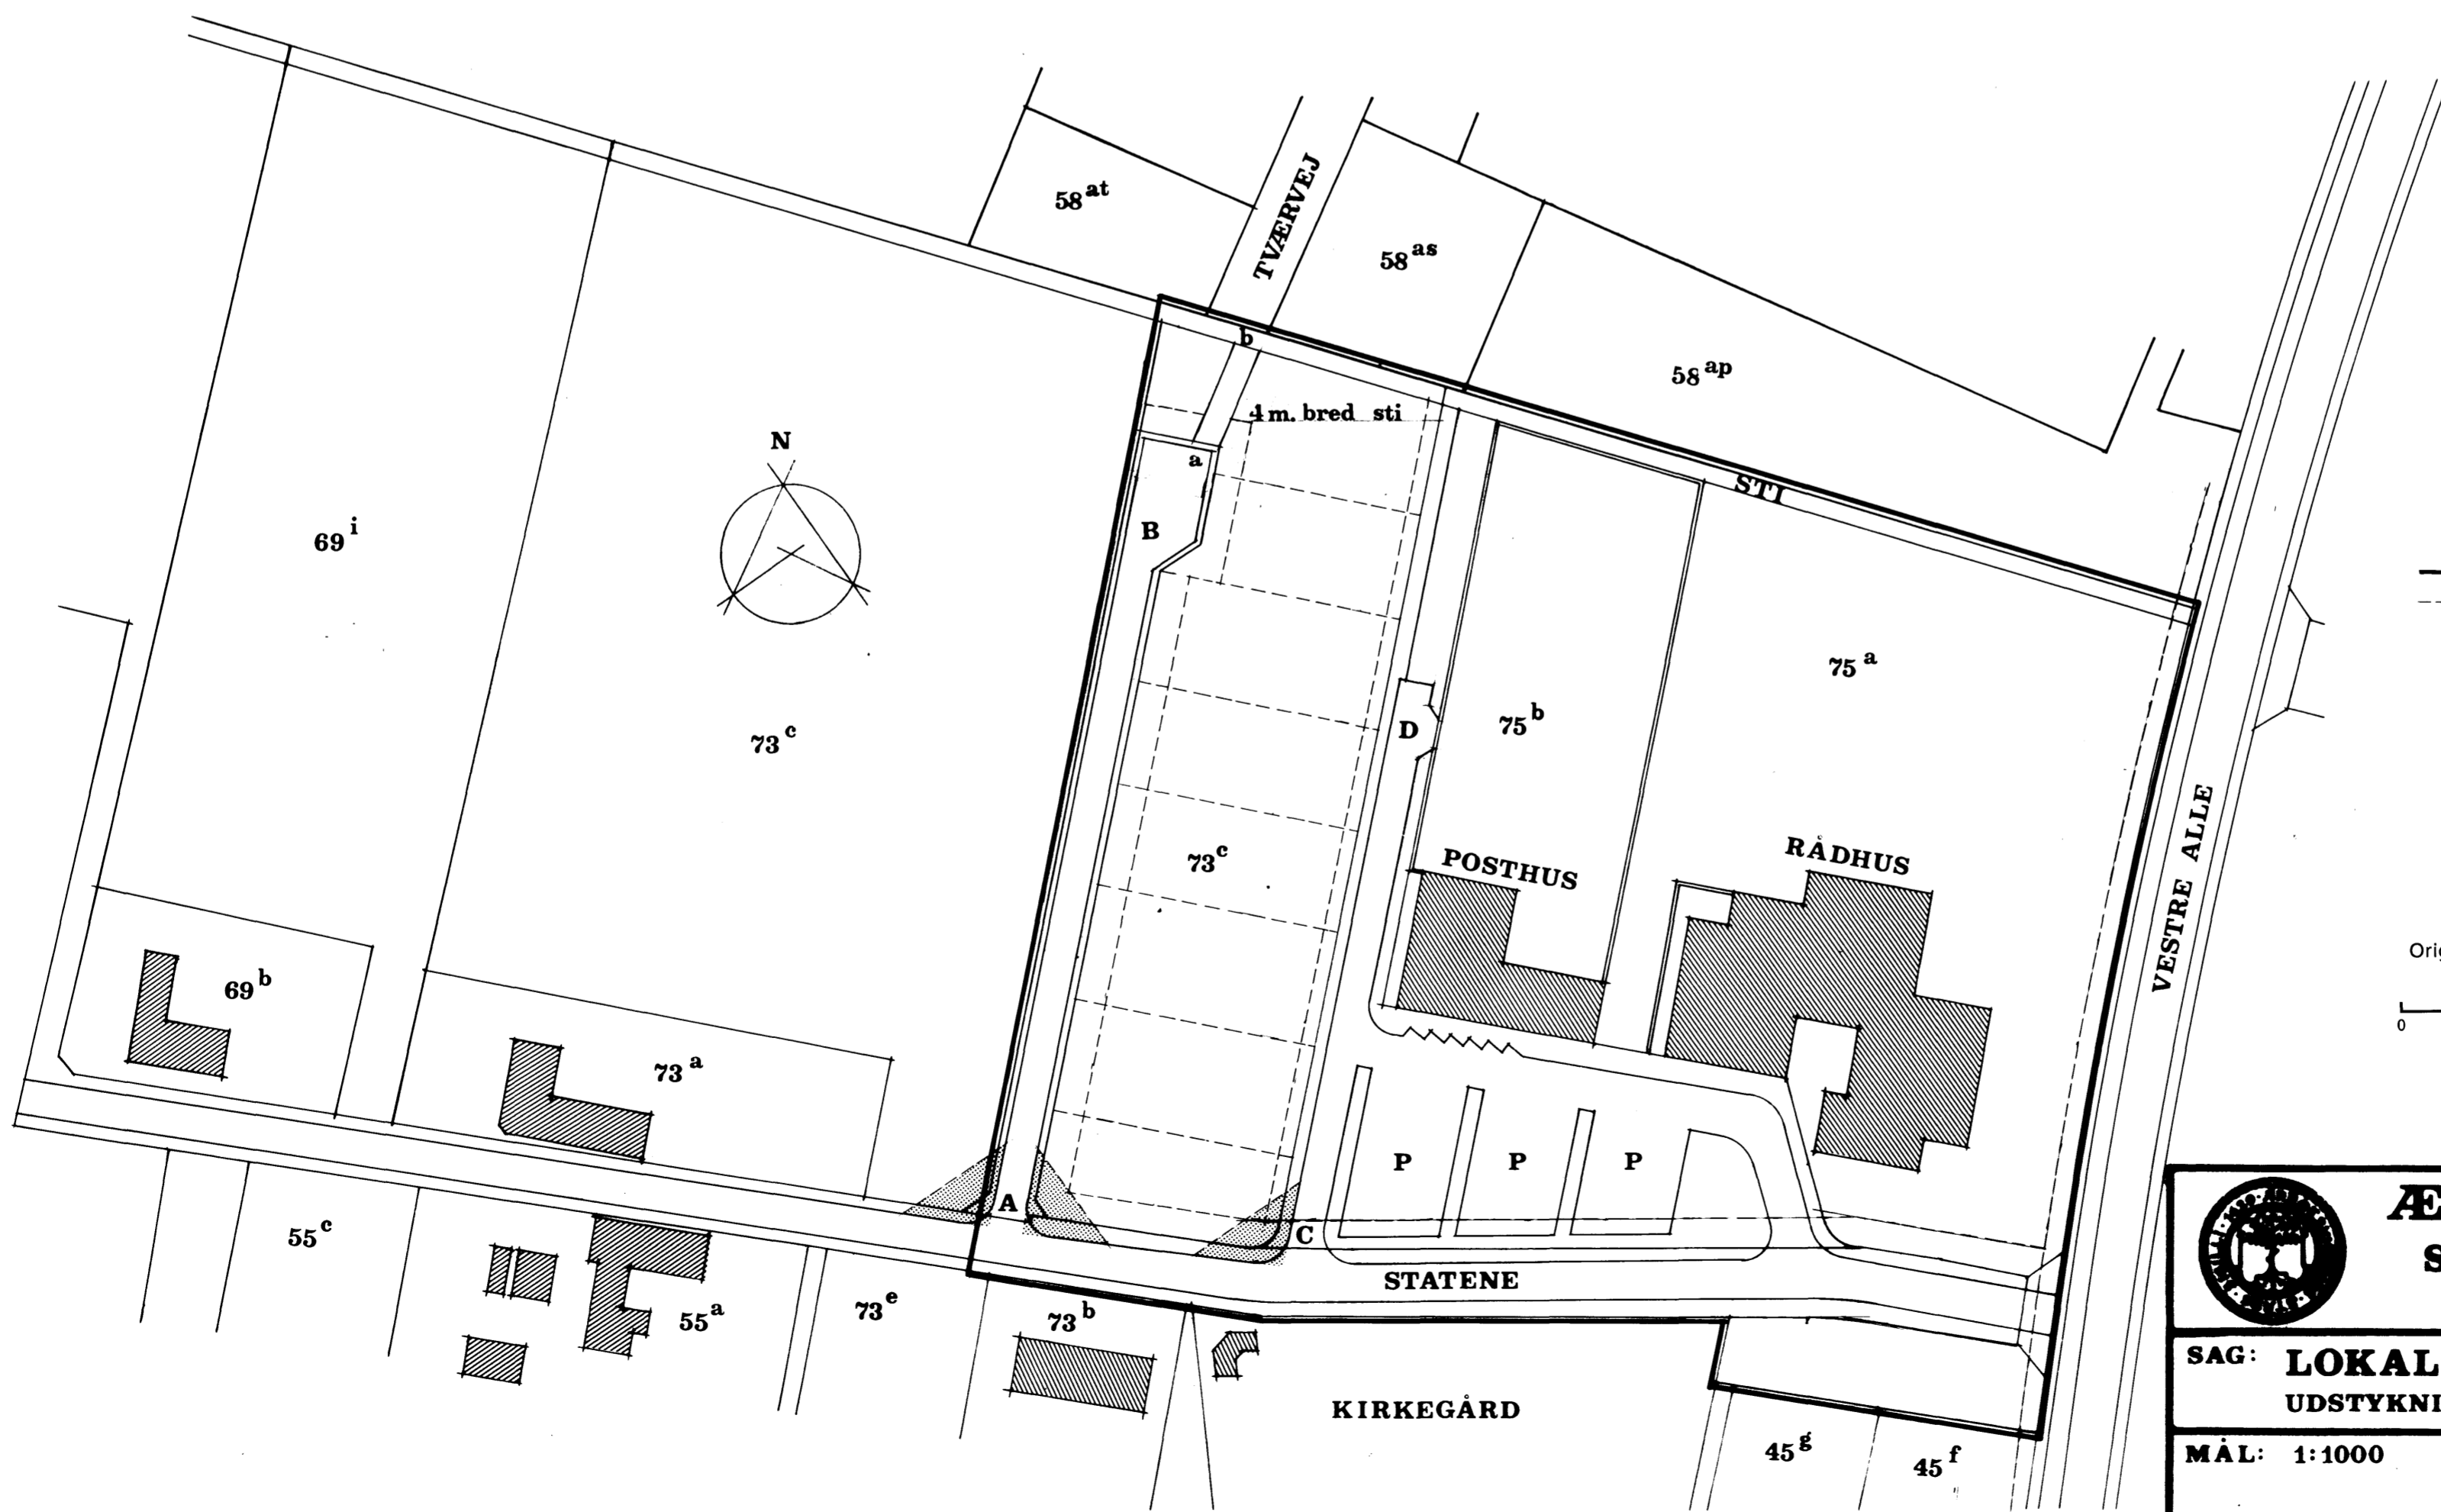 58 at
TVÆRVEJ
58 as
58 ap
b
4 m. bred sti
N
a
STI
B
69 i
75 a
73 c
75 b
D
VESTRE ALLE
73 c
POSTHUS
RÅDHUS
69 b
73 a
P
P
P
A
C
55 c
STATENE
55 a
73 e
73 b
KIRKEGÅRD
45 g
45 f
Orig
0
Æ
S
SAG: LOKAL
UDSTYKNI
MÅL: 1:1000